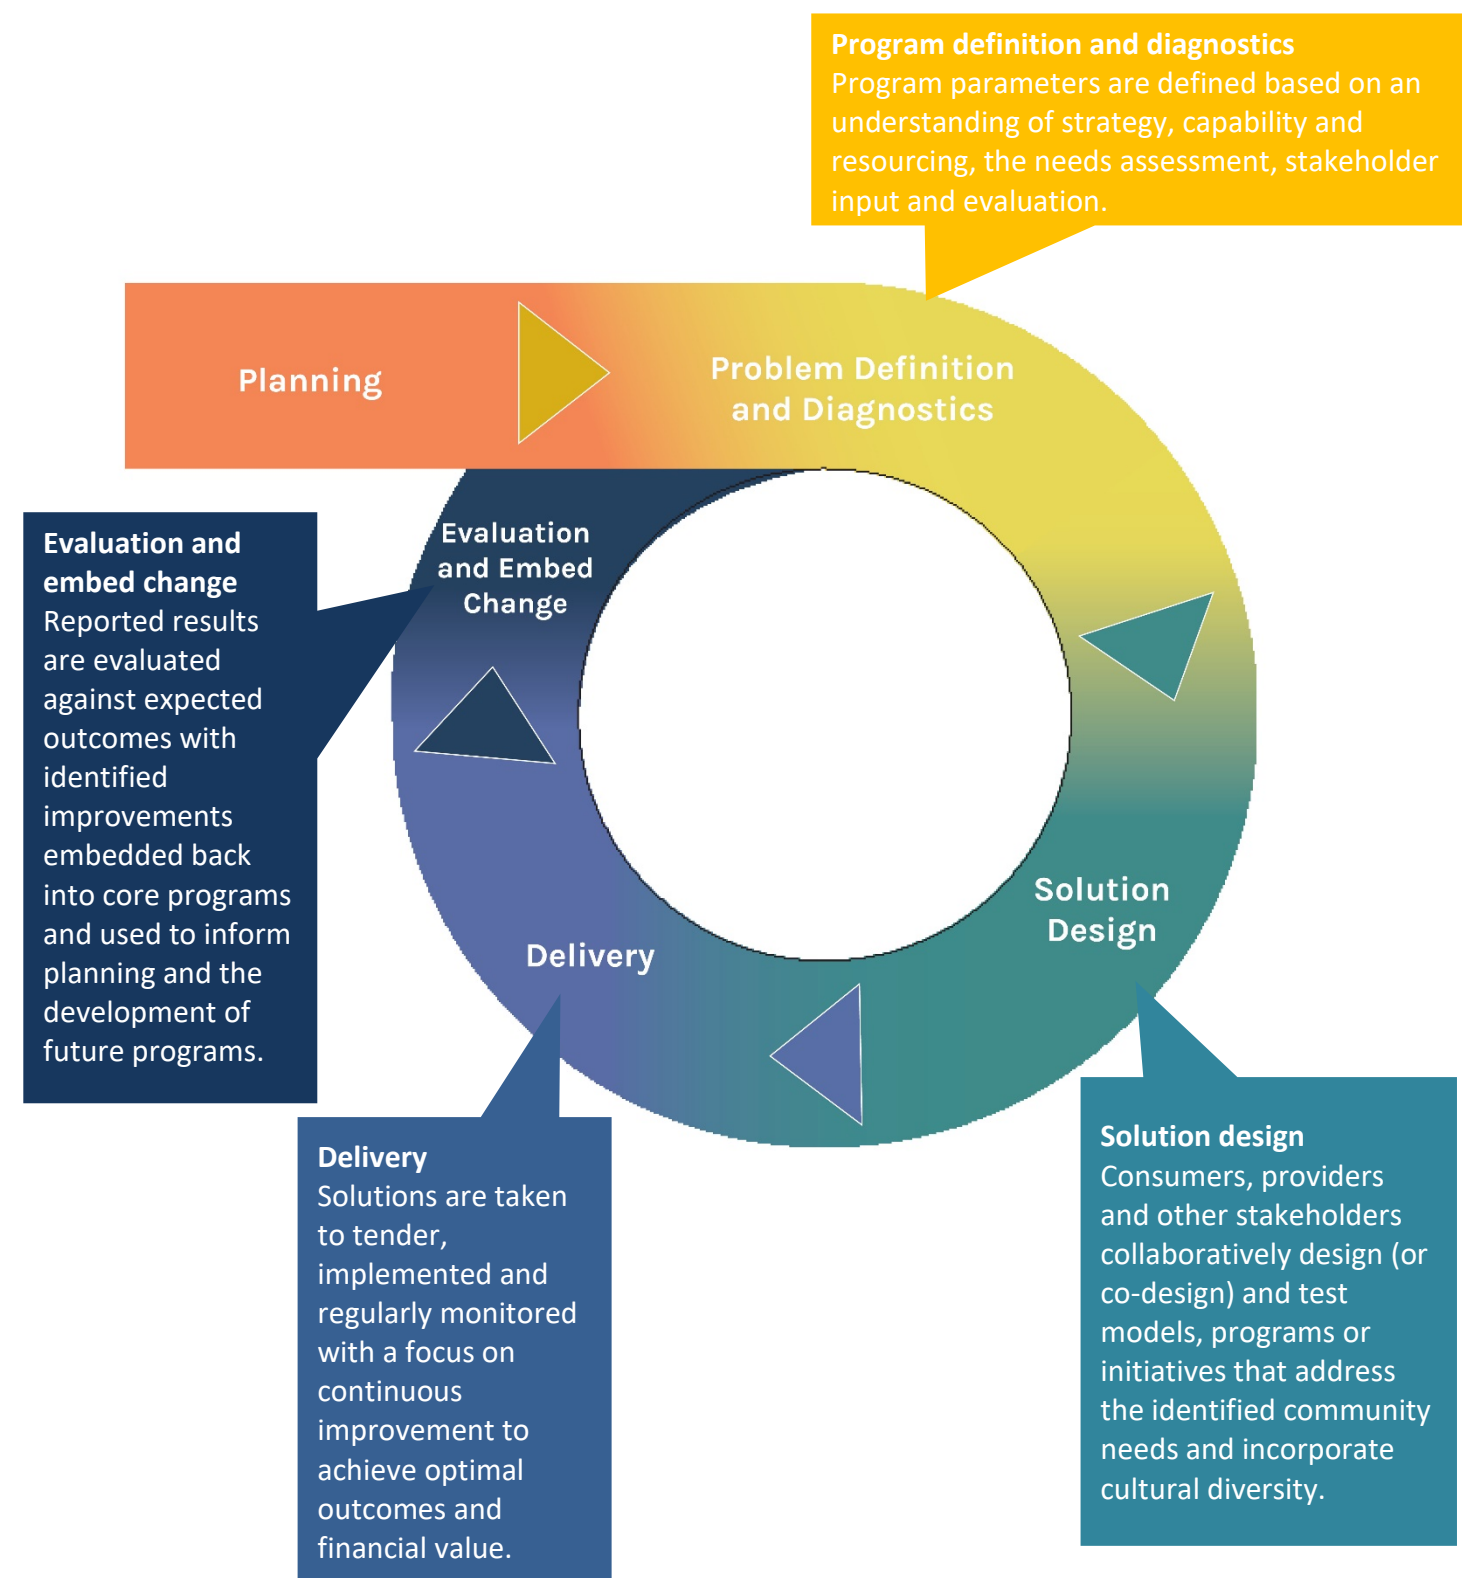 Program definition and diagnostics
Program parameters are defined based on an
understanding of strategy, capability and
resourcing, the needs assessment, stakeholder
input and evaluation.
Planning
Problem Definition
and Diagnostics
Evaluation
and Embed
Change
Evaluation and
embed change
Reported results
are evaluated
against expected
outcomes with
identified
improvements
embedded back
into core programs
and used to inform
planning and the
development of
future programs.
Solution
Design
Delivery
Delivery
Solutions are taken
to tender,
implemented and
regularly monitored
with a focus on
continuous
improvement to
achieve optimal
outcomes and
financial value.
Solution design
Consumers, providers
and other stakeholders
collaboratively design (or
co-design) and test
models, programs or
initiatives that address
the identified community
needs and incorporate
cultural diversity.